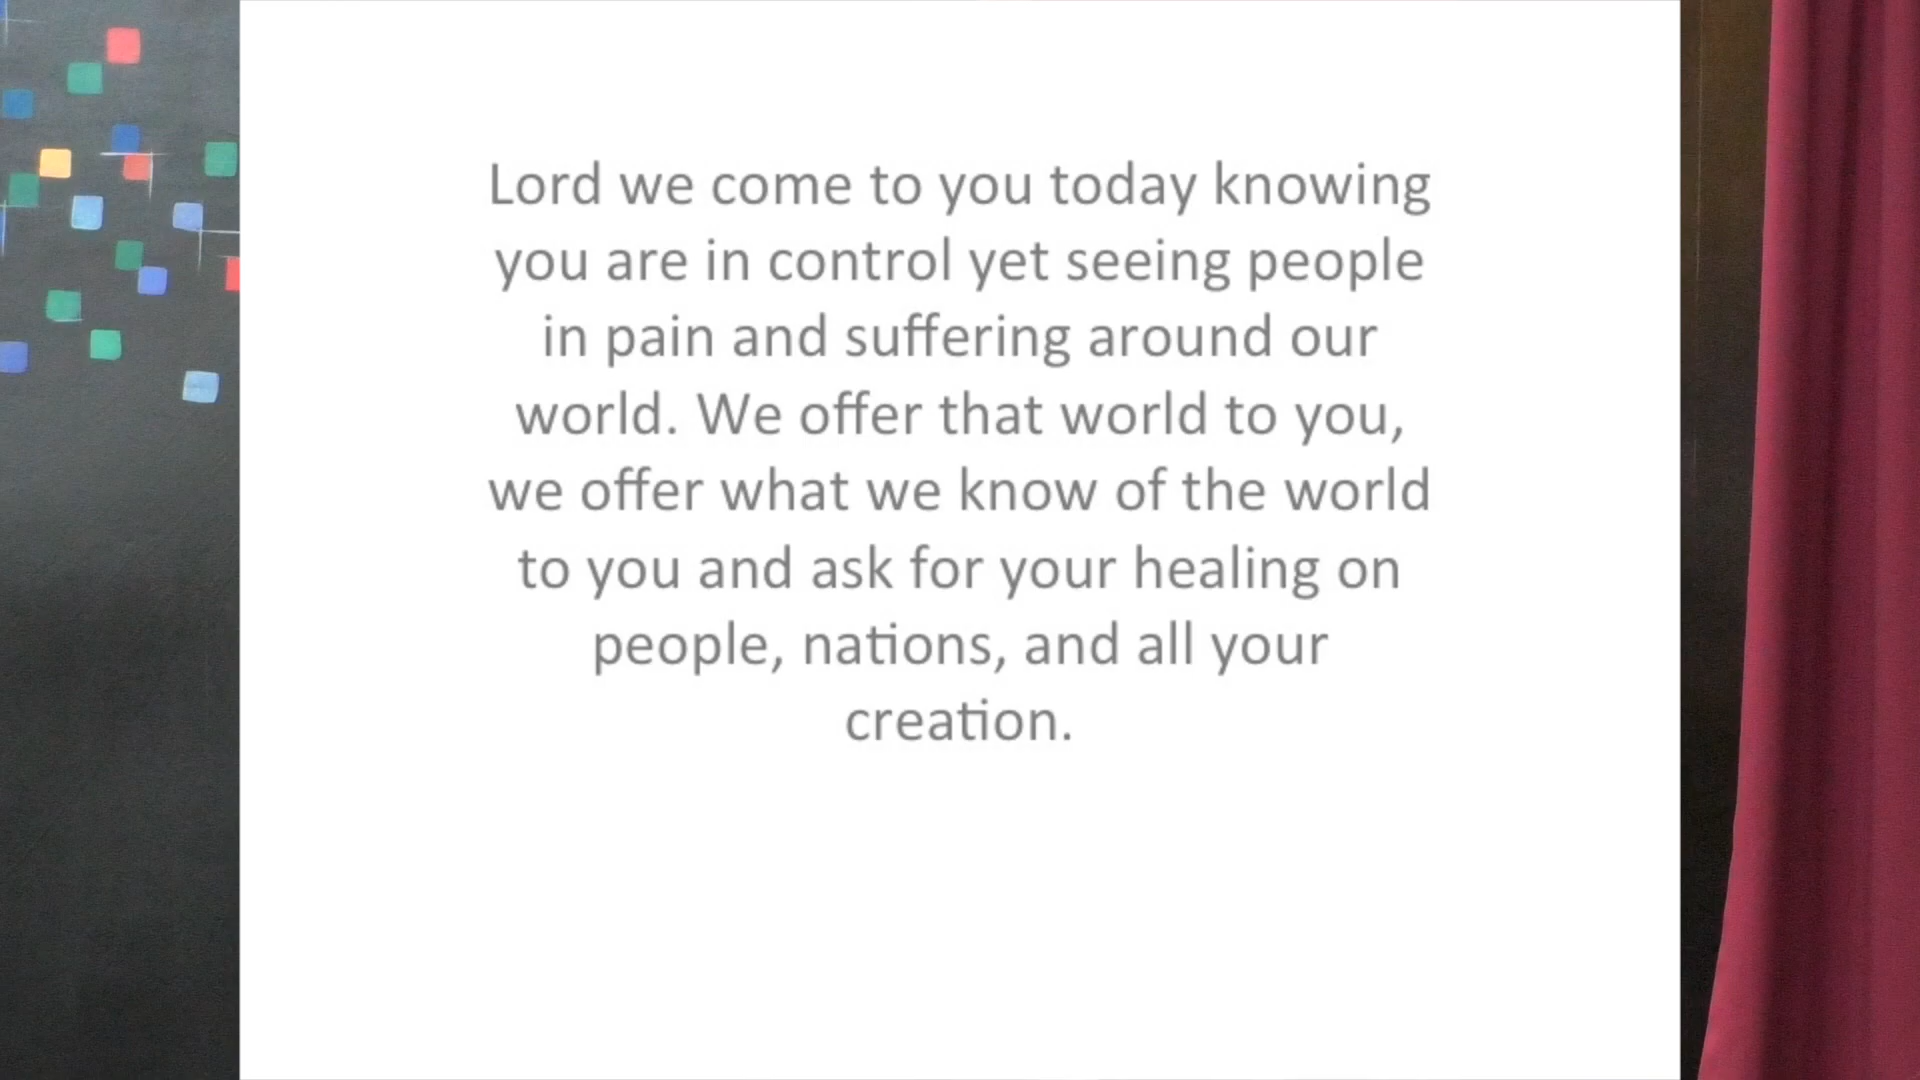 Lord we come to you today knowing
you are in control yet seeing people
in pain and suffering around our
world. We offer that world to you,
we offer what we know of the world
to you and ask for your healing on
people, nations, and all your
creation.